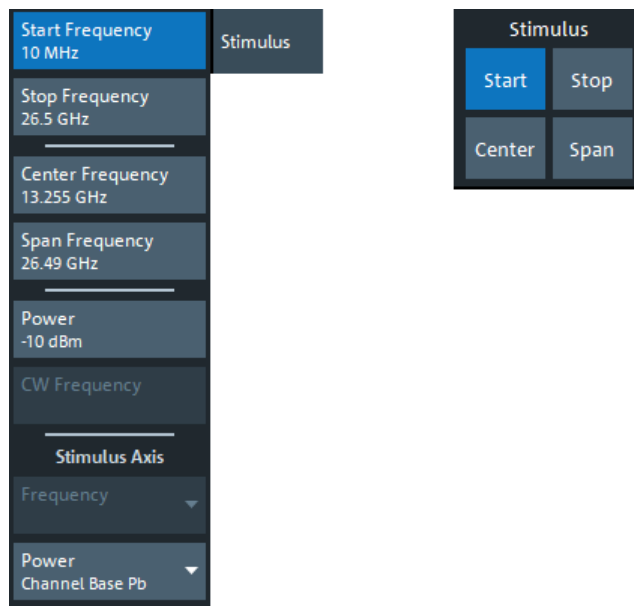 Start Frequency
10 MHz
Stop Frequency
26.5 GHz
Center Frequency
13.255 GHz
Span Frequency
26.49 GHz
Power
-10 dBm
CW Frequency
Stimulus Axis
Frequency
Power
Channel Base Pb
Stimulus
Stimulus
Start Stop
Center Span